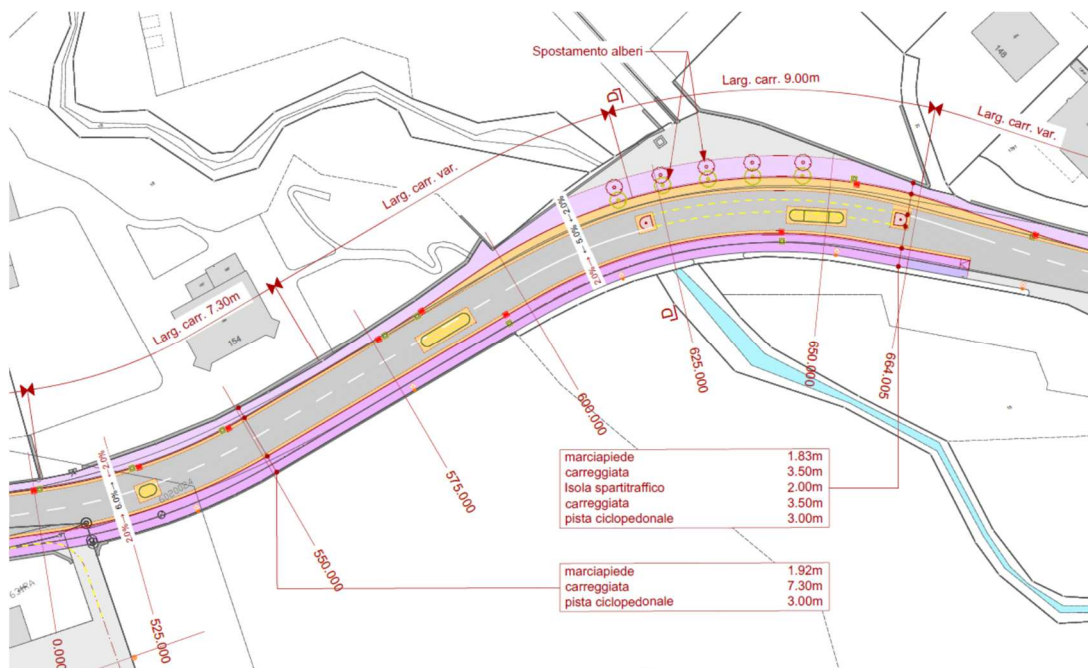 Spostamento alberi
Larg. carr. 9.00m
Larg. carr. var.
Larg. carr. var.
Larg. carr. 7.30m
148
154
2.0% 5.0% 2.0%
2.0% 6.0% 2.0%
525.000
550.000
575.000
600.000
625.000
650.000
664.005
0.000
marciapiede 1.83m
carreggiata 3.50m
Isola spartitraffico 2.00m
carreggiata 3.50m
pista ciclopedonale 3.00m
marciapiede 1.92m
carreggiata 7.30m
pista ciclopedonale 3.00m